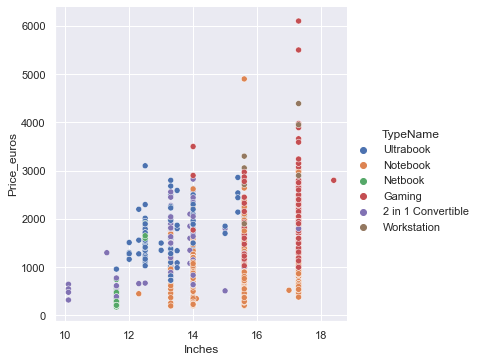 6000
5000
4000
3000
2000
1000
0
Price_euros
10
12
14
16
18
Inches
TypeName
Ultrabook
Notebook
Netbook
Gaming
2 in 1 Convertible
Workstation